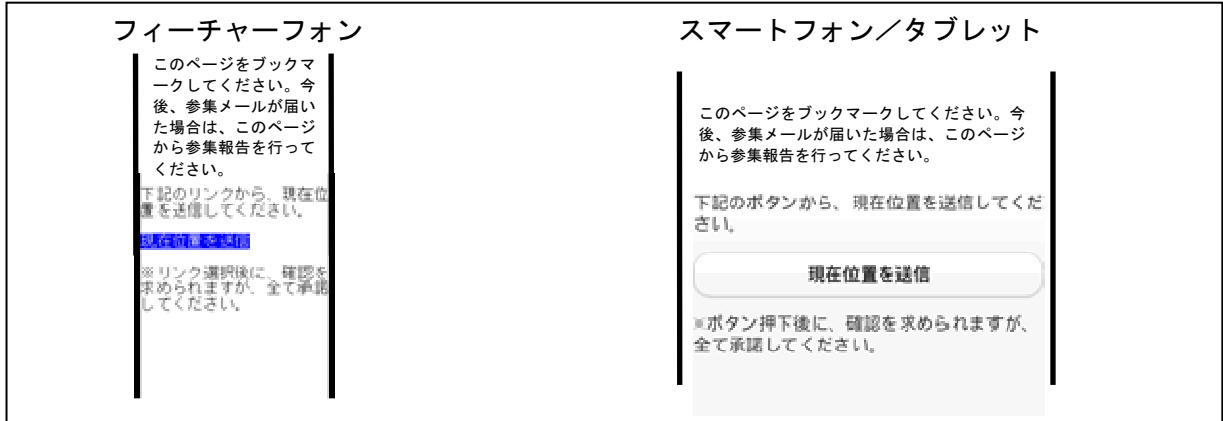 フィーチャーフォン
このページをブックマ
ークしてください。今
後、参集メールが届い
た場合は、このページ
から参集報告を行って
ください。
下記のリンクから、現在位
置を送信してください。
現在位置を送信
※リンク選択後に、確認を
求められますが、全て承諾
してください。
スマートフォン／タブレット
このページをブックマークしてください。今
後、参集メールが届いた場合は、このページ
から参集報告を行ってください。
下記のボタンから、現在位置を送信してくだ
さい。
現在位置を送信
※ボタン押下後に、確認を求められますが、
全て承諾してください。